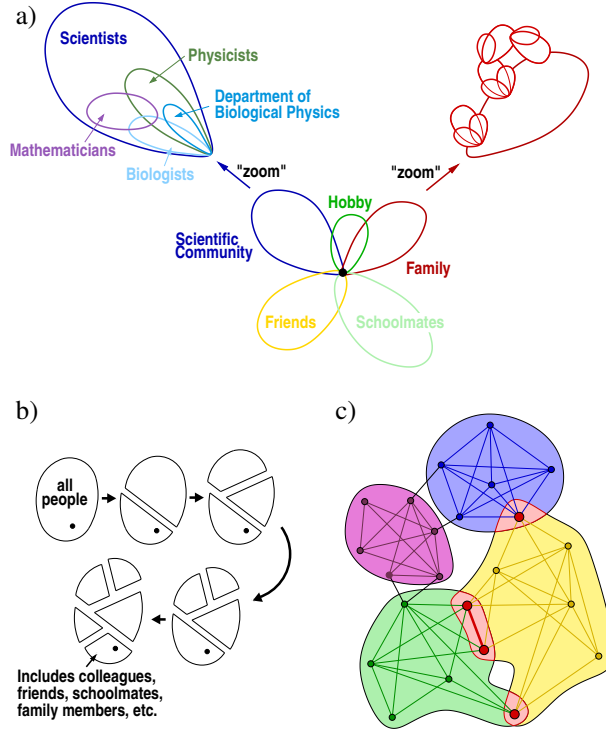 a)
Scientists
Physicists
Department of
Biological Physics
Mathematicians
Biologists
"zoom"
"zoom"
Hobby
Scientific
Community
Family
Friends
Schoolmates
b)
all
people
Includes colleagues,
friends, schoolmates,
family members, etc.
c)